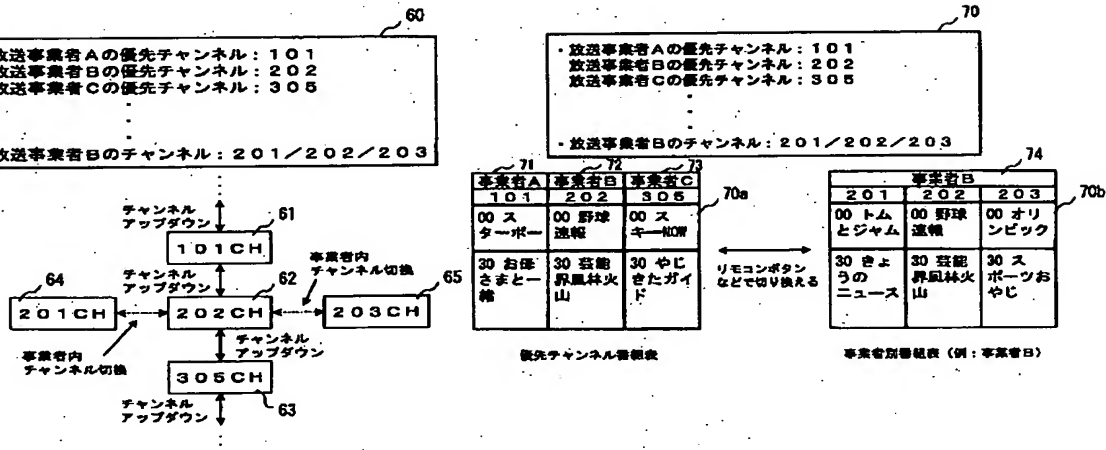 60
放送事業者Aの優先チャンネル：101
放送事業者Bの優先チャンネル：202
放送事業者Cの優先チャンネル：305
放送事業者Bのチャンネル：201／202／203
チャンネル
アップダウン
61
101CH
チャンネル
アップダウン
事業者内
チャンネル切換
64
62
65
201CH
202CH
203CH
事業者内
チャンネル切換
チャンネル
アップダウン
305CH
63
チャンネル
アップダウン
70
・放送事業者Aの優先チャンネル：101
放送事業者Bの優先チャンネル：202
放送事業者Cの優先チャンネル：305
・放送事業者Bのチャンネル：201／202／203
71
72
73
事業者A 事業者B 事業者C
101 202 305
70a
00 ス
ターボー
00 野球
速報
00 ス
キーNOW
30 お母
さまと一
緒
30 芸能
界風林火
山
30 やじ
きたガイ
ド
優先チャンネル番組表
リモコンボタン
などで切り換える
74
事業者B
201 202 203
70b
00 トム
とジャム
00 野球
速報
00 オリ
ンピック
30 きょ
うの
ニュース
30 芸能
界風林火
山
30 ス
ポーツお
やじ
事業者別番組表（例：事業者B）